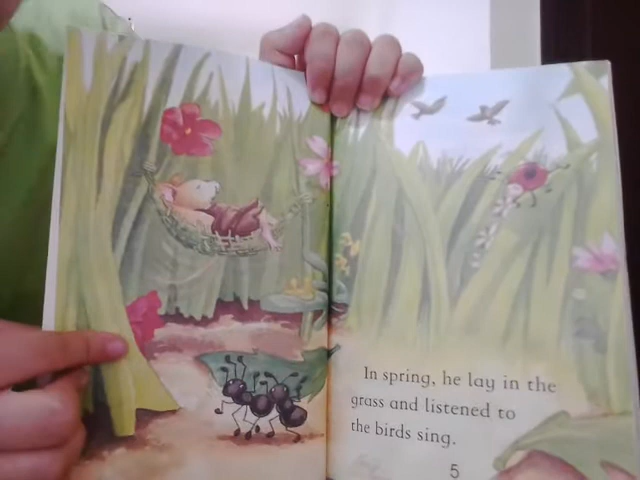 In spring, he lay in the
grass and listened to
the birds sing.
5